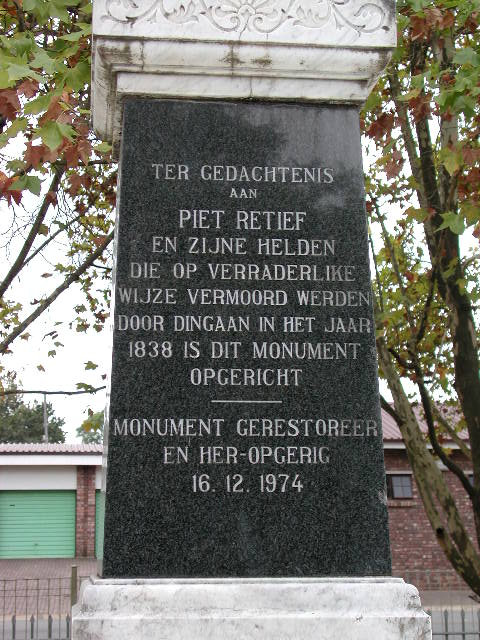 TER GEDACHTENIS
AAN
PIET RETIEF
EN ZIJNE HELDEN
DIE OP VERRADERLIKE
WIJZE VERMOORD WERDEN
DOOR DINGAAN IN HET JAAR
1838 IS DIT MONUMENT
OPGERICHT
MONUMENT GERESTOREER
EN HER-OPGERIG
16. 12. 1974